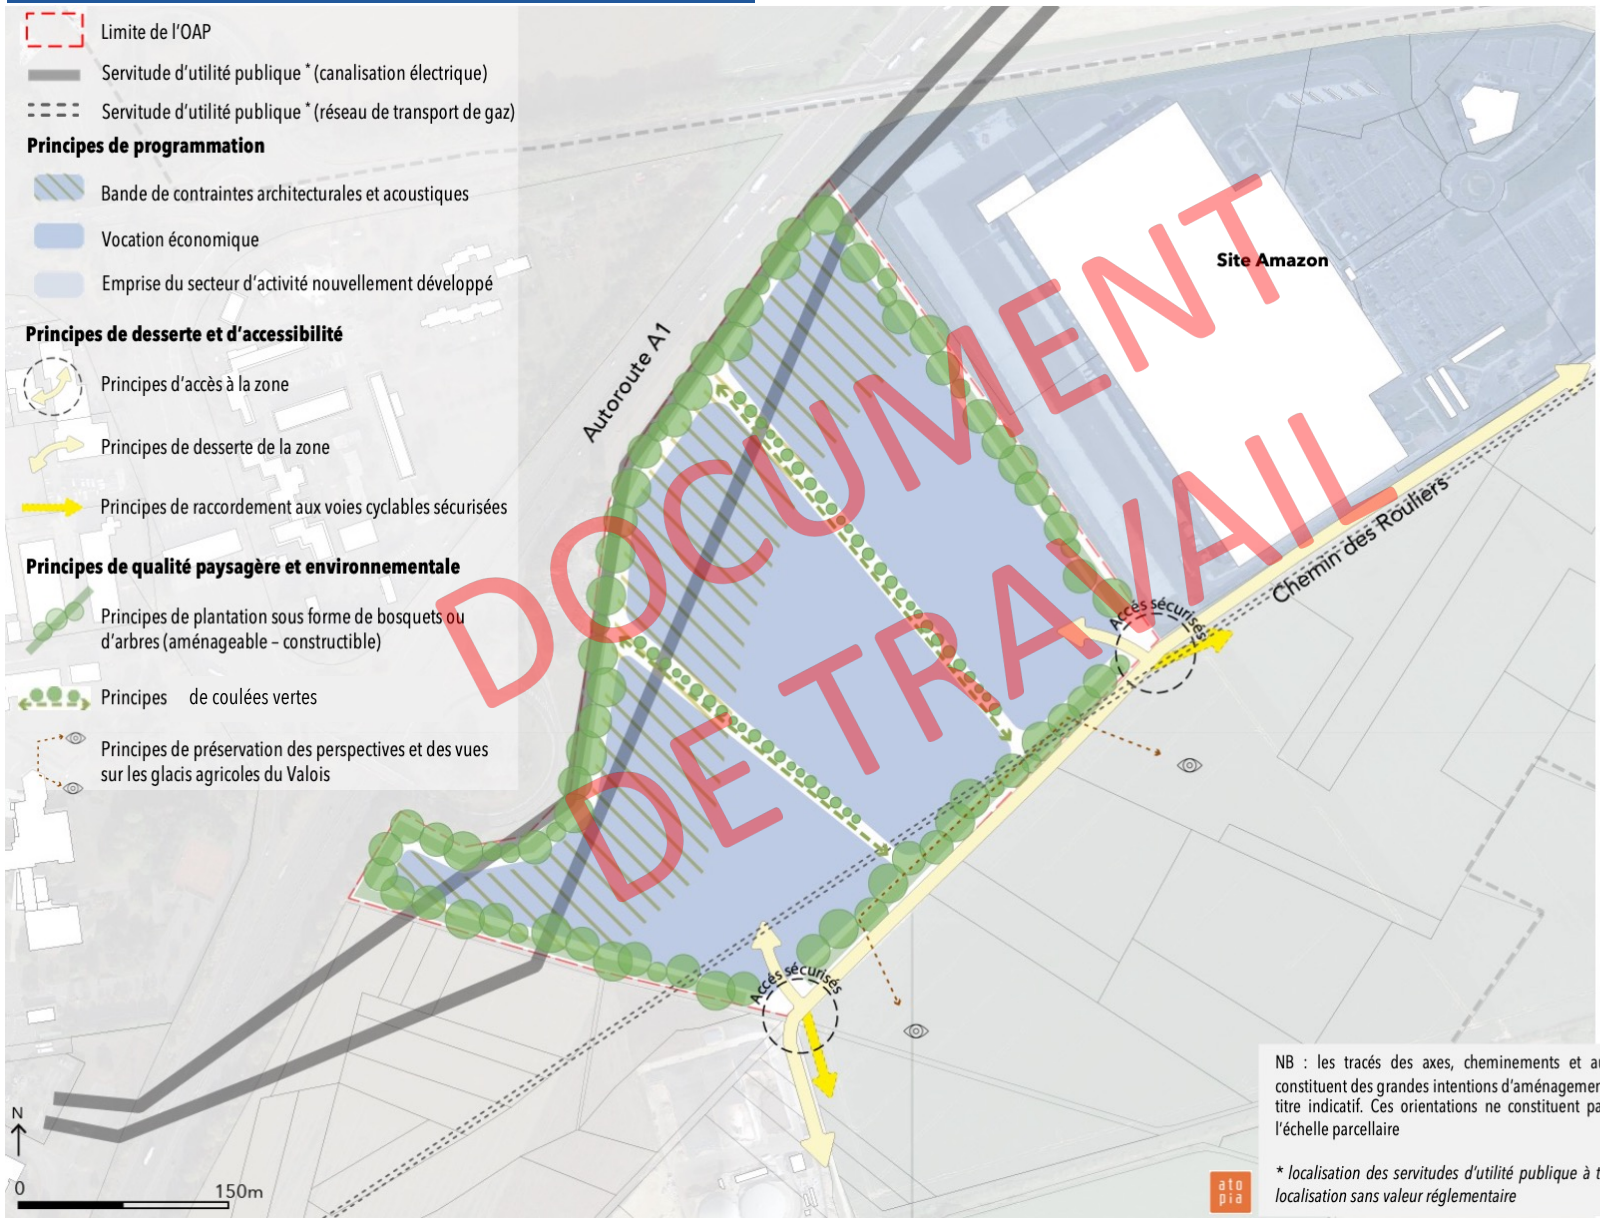 Limite de l'OAP
Servitude d'utilité publique * (canalisation électrique)
Servitude d'utilité publique * (réseau de transport de gaz)
Principes de programmation
Bande de contraintes architecturales et acoustiques
Vocation économique
Emprise du secteur d'activité nouvellement développé
Principes de desserte et d'accessibilité
Principes d'accès à la zone
Principes de desserte de la zone
Principes de raccordement aux voies cyclables sécurisées
Principes de qualité paysagère et environnementale
Principes de plantation sous forme de bosquets ou
d'arbres (aménageable – constructible)
Principes de coulées vertes
Principes de préservation des perspectives et des vues
sur les glacis agricoles du Valois
Autoroute A1
Site Amazon
Chemin des Rouliers
Accès sécurisés
Accès sécurisés
DOCUMENT
DE TRAVAIL
N
0 150m
NB : les tracés des axes, cheminements et au
constituent des grandes intentions d'aménagemen
titre indicatif. Ces orientations ne constituent pa
l'échelle parcellaire
* localisation des servitudes d'utilité publique à t
localisation sans valeur réglementaire
ato
pia